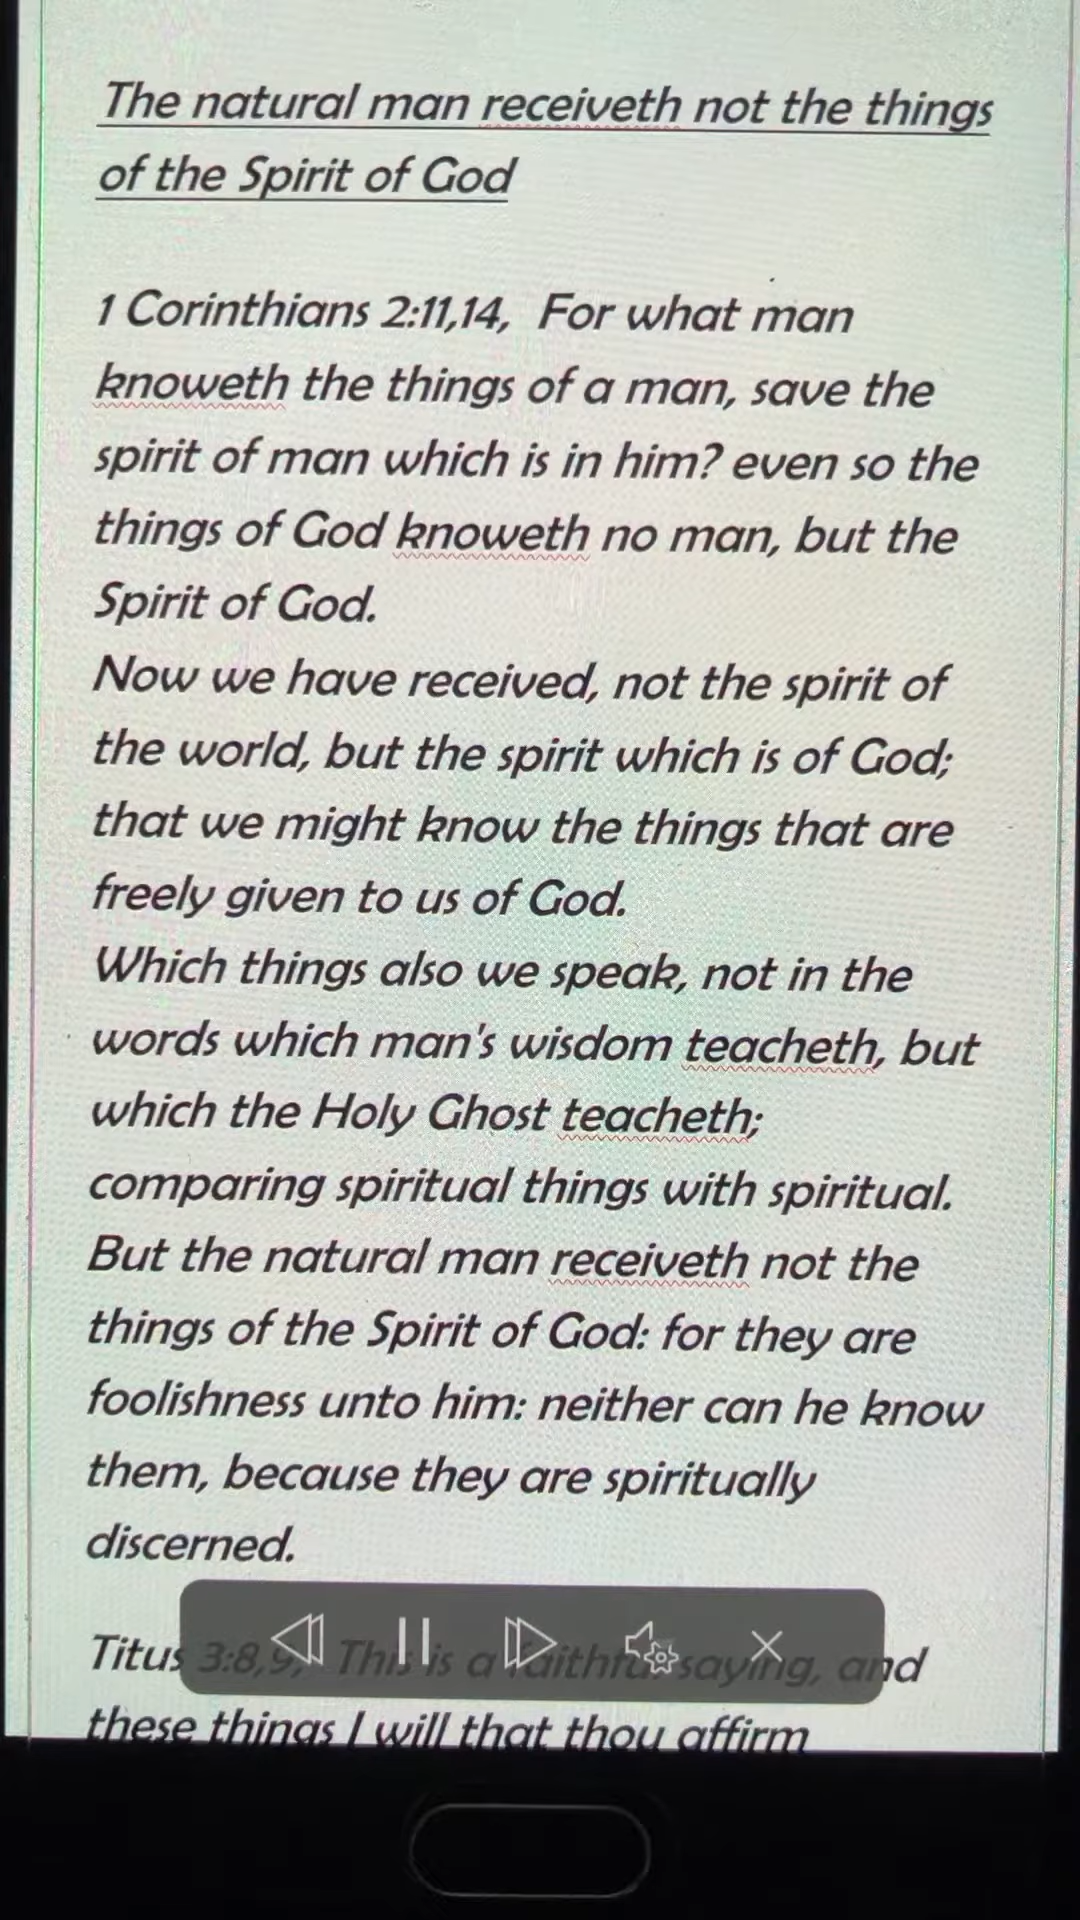 The natural man receiveth not the things
of the Spirit of God
1 Corinthians 2:11,14,  For what man
knoweth the things of a man, save the
spirit of man which is in him? even so the
things of God knoweth no man, but the
Spirit of God.
Now we have received, not the spirit of
the world, but the spirit which is of God;
that we might know the things that are
freely given to us of God.
Which things also we speak, not in the
words which man's wisdom teacheth, but
which the Holy Ghost teacheth;
comparing spiritual things with spiritual.
But the natural man receiveth not the
things of the Spirit of God: for they are
foolishness unto him: neither can he know
them, because they are spiritually
discerned.
Titus 3:8,9, This is a faithful saying, and
these things I will that thou affirm